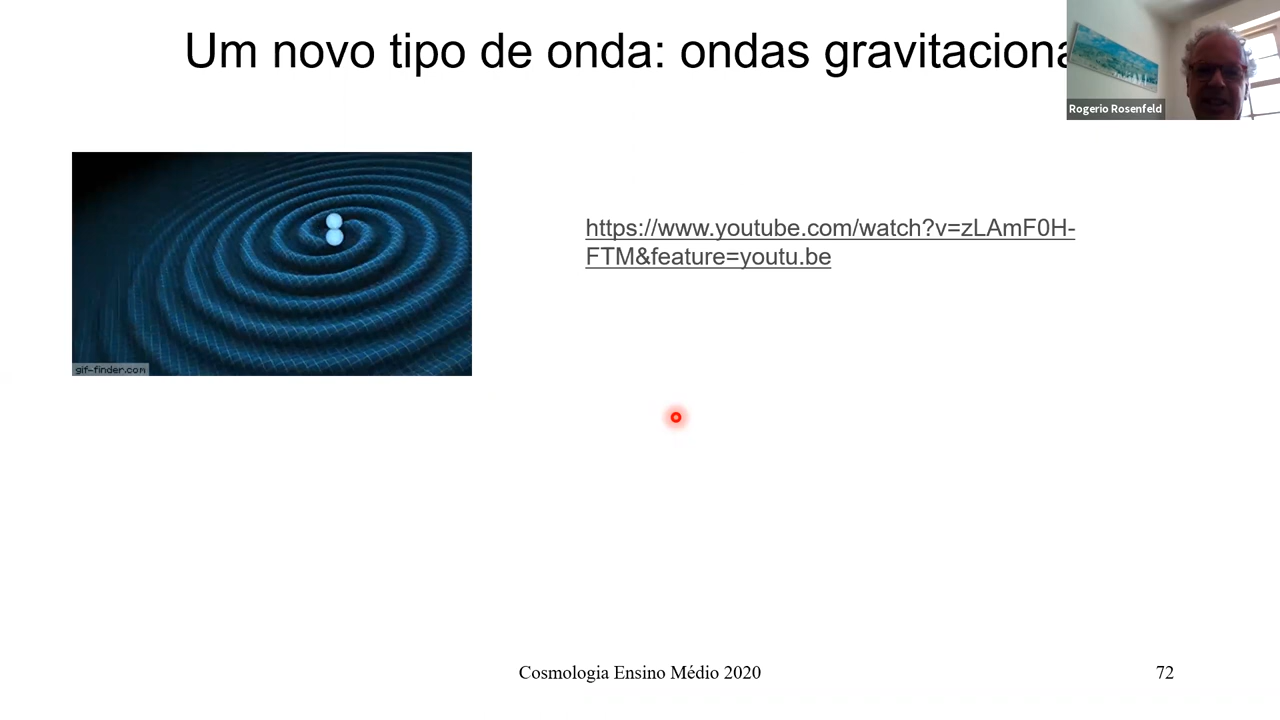 Um novo tipo de onda: ondas gravitaciona
Rogerio Rosenfeld
https://www.youtube.com/watch?v=zLAmF0H-
FTM&feature=youtu.be
gif-finder.com
Cosmologia Ensino Médio 2020
72